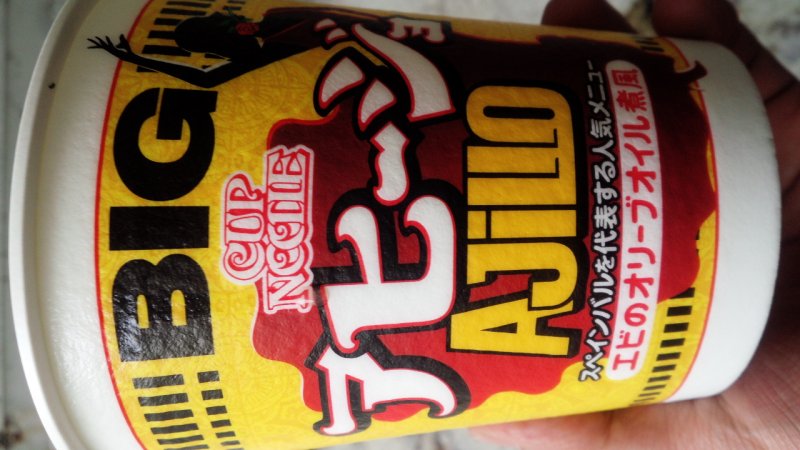 BIG
CUP
NOODLE
アヒージョ
AJiLLO
スペインバルを代表する人気メニュー
エビのオリーブオイル煮風